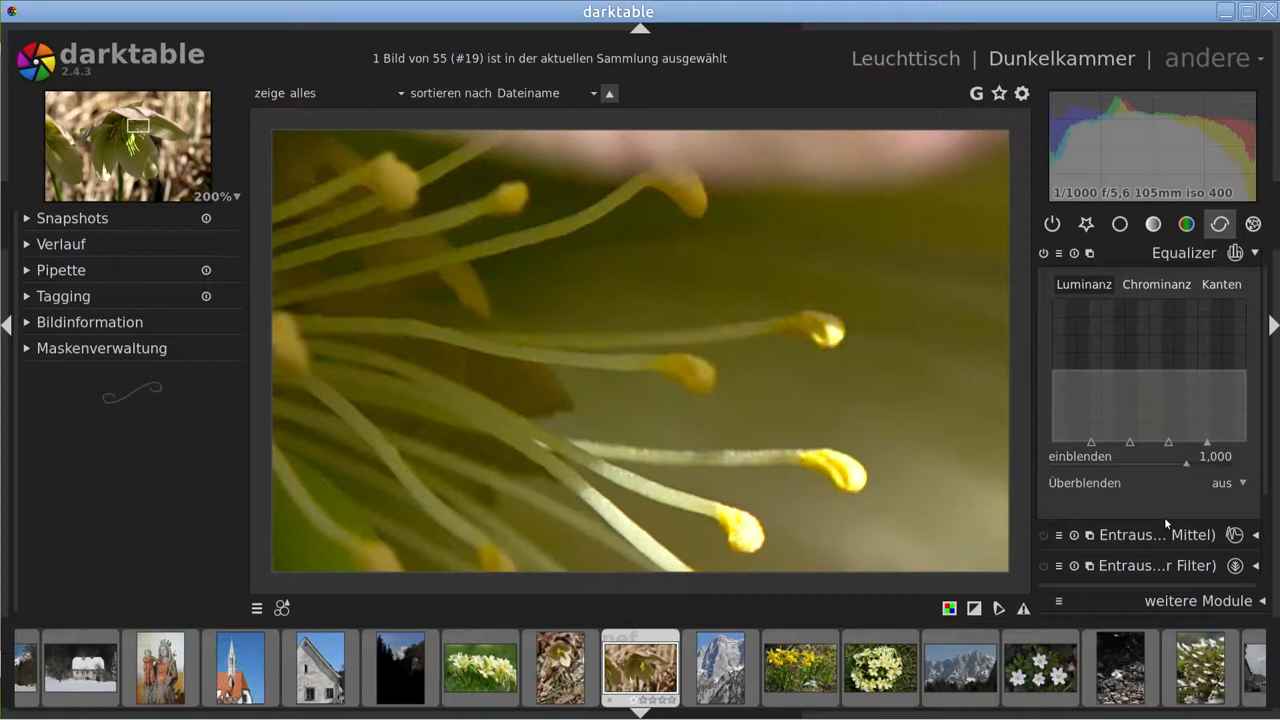 darktable
darktable
2.4.3
1 Bild von 55 (#19) ist in der aktuellen Sammlung ausgewählt
Leuchttisch | Dunkelkammer | andere
zeige alles
sortieren nach Dateiname
G
200%
1/1000 f/5,6 105mm iso 400
Snapshots
Verlauf
Pipette
Tagging
Bildinformation
Maskenverwaltung
Equalizer
Luminanz Chrominanz Kanten
einblenden 1,000
Überblenden aus
Entraus... Mittel)
Entraus...r Filter)
weitere Module
nef